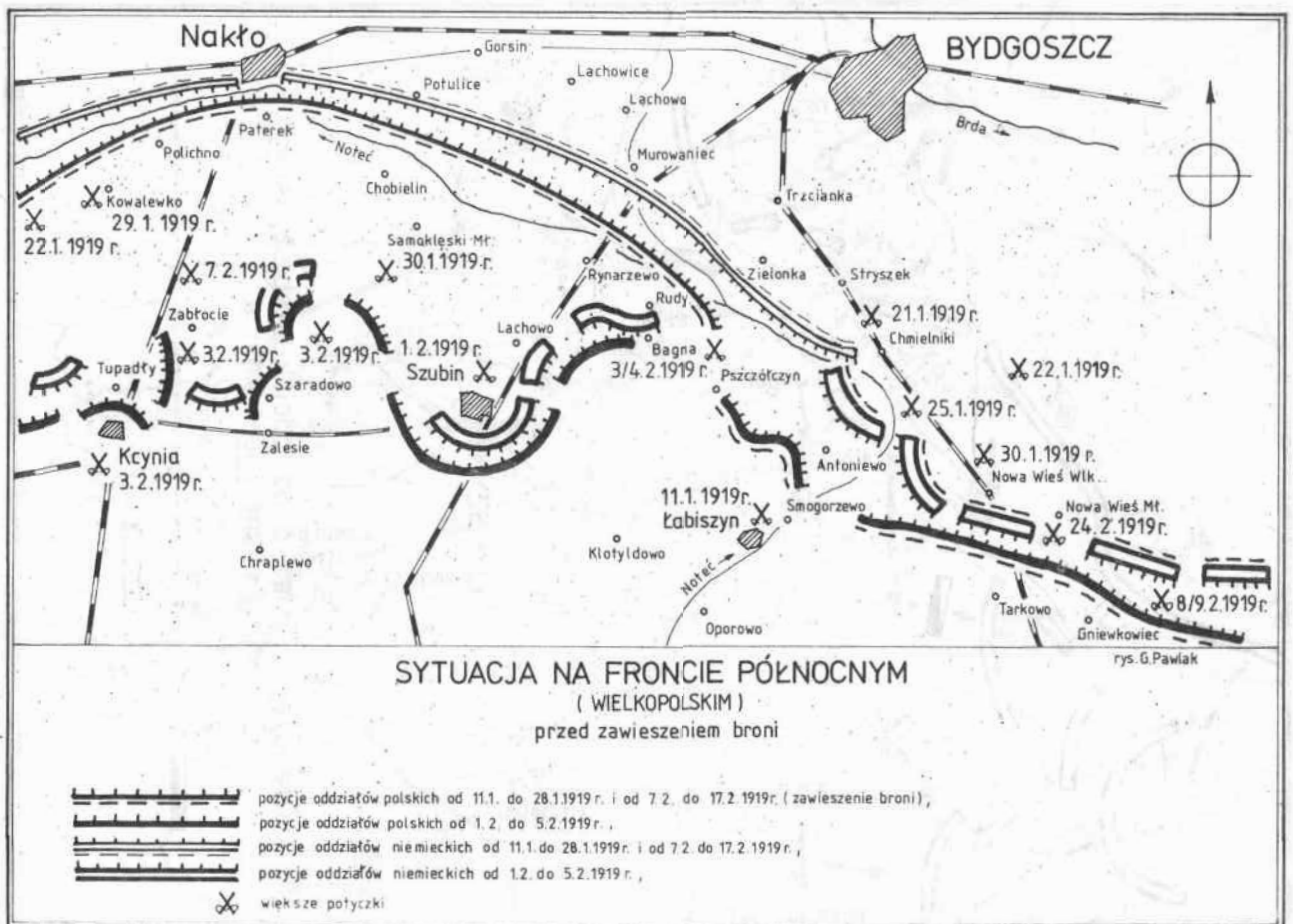 Nakło
Gorsin
BYDGOSZCZ
Lachowice
Potulice
Lachowo
Brda
Paterek
Noteć
Polichno
Murowaniec
Chobielin
Trzcianka
Kowalewko
29.1.1919 r.
22.1.1919 r.
Samoklęski Mł.
30.1.1919 r.
7.2.1919 r.
Rynarzewo
Zielonka
Stryszek
Rudy
21.1.1919 r.
Zabłocie
Chmielniki
Lachowo
Bagna
3/4.2.1919 r.
3.2.1919 r.
3.2.1919 r.
1.2.1919 r.
Szubin
22.1.1919 r.
Tupadły
Szaradowo
Pszczółczyn
25.1.1919 r.
Zalesie
Antoniewo
30.1.1919 r.
Nowa Wieś Wlk.
Kcynia
3.2.1919 r.
11.1.1919 r.
Łabiszyn
Smogorzewo
Nowa Wieś Mł.
24.2.1919 r.
Chraplewo
Klotyldowo
Noteć
8/9.2.1919 r.
Oporowo
Tarkowo
Gniewkowiec
rys. G. Pawlak
SYTUACJA NA FRONCIE PÓŁNOCNYM
( WIELKOPOLSKIM )
przed zawieszeniem broni
pozycje oddziałów polskich od 11.1. do 28.1.1919 r. i od 7.2. do 17.2.1919r. ( zawieszenie broni),
pozycje oddziałów polskich od 1.2. do 5.2.1919 r. ,
pozycje oddziałów niemieckich od 11.1. do 28.1.1919 r. i od 7.2. do 17.2.1919 r. ,
pozycje oddziałów niemieckich od 1.2. do 5.2.1919 r. ,
większe potyczki